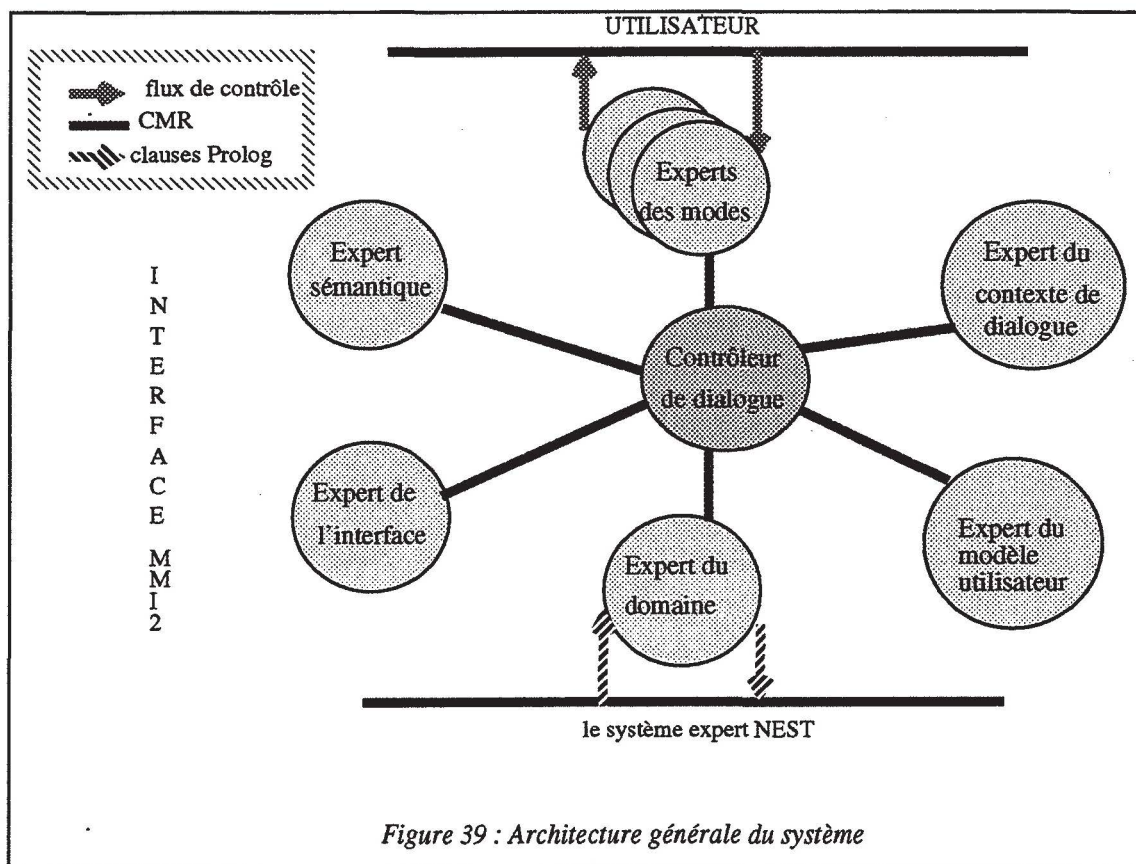 UTILISATEUR
flux de contrôle
CMR
clauses Prolog
Experts
des modes
Expert
sémantique
Expert du
contexte de
dialogue
Contrôleur
de dialogue
INTERFACE MMI2
Expert de
l'interface
Expert du
domaine
Expert du
modèle
utilisateur
le système expert NEST
Figure 39 : Architecture générale du système